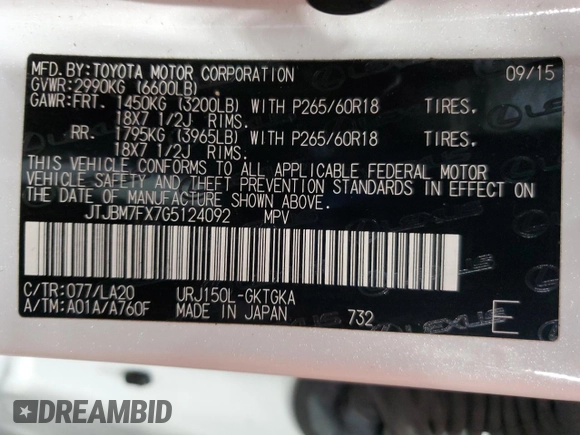 MFD.BY:TOYOTA MOTOR CORPORATION 09/15
GVWR:2990KG (6600LB)
GAWR:FRT. 1450KG (3200LB) WITH P265/60R18 TIRES.
18X7 1/2J RIMS.
RR. 1795KG (3965LB) WITH P265/60R18 TIRES.
18X7 1/2J RIMS.
THIS VEHICLE CONFORMS TO ALL APPLICABLE FEDERAL MOTOR
VEHICLE SAFETY AND THEFT PREVENTION STANDARDS IN EFFECT ON
THE DATE OF MANUFACTURE SHOWN ABOVE.
JTJBM7FX7G5124092 MPV
C/TR:077/LA20 URJ150L-GKTGKA
A/TM:A01A/A760F MADE IN JAPAN 732 E
LEXUS
DREAMBID